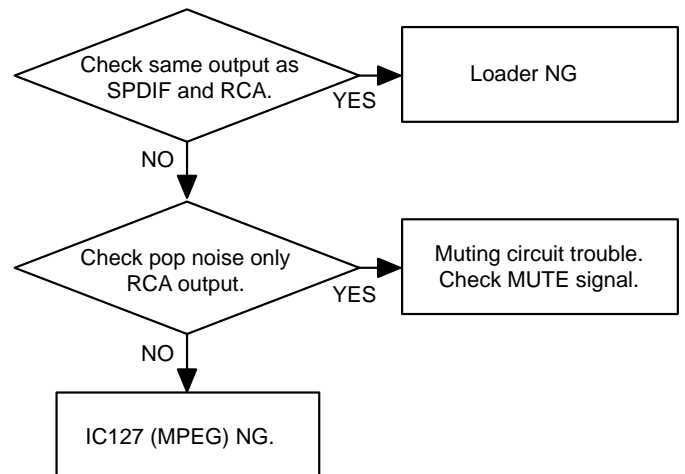 Check same output as
SPDIF and RCA.
YES
Loader NG
NO
Check pop noise only
RCA output.
YES
Muting circuit trouble.
Check MUTE signal.
NO
IC127 (MPEG) NG.